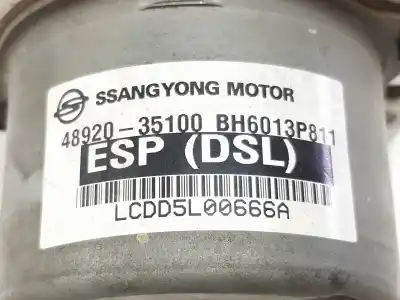 SSANGYONG MOTOR
48920-35100 BH6013P811
ESP (DSL)
LCDD5L00666A